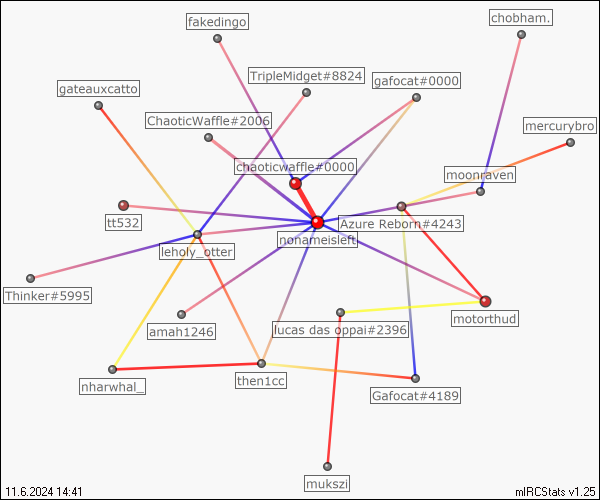 fakedingo
chobham.
TripleMidget#8824
gafocat#0000
gateauxcatto
ChaoticWaffle#2006
mercurybro
chaoticwaffle#0000
moonraven
tt532
Azure Reborn#4243
nonameisleft
leholy_otter
Thinker#5995
amah1246
lucas das oppai#2396
motorthud
nharwhal_
then1cc
Gafocat#4189
mukszi
11.6.2024 14:41
mIRCStats v1.25